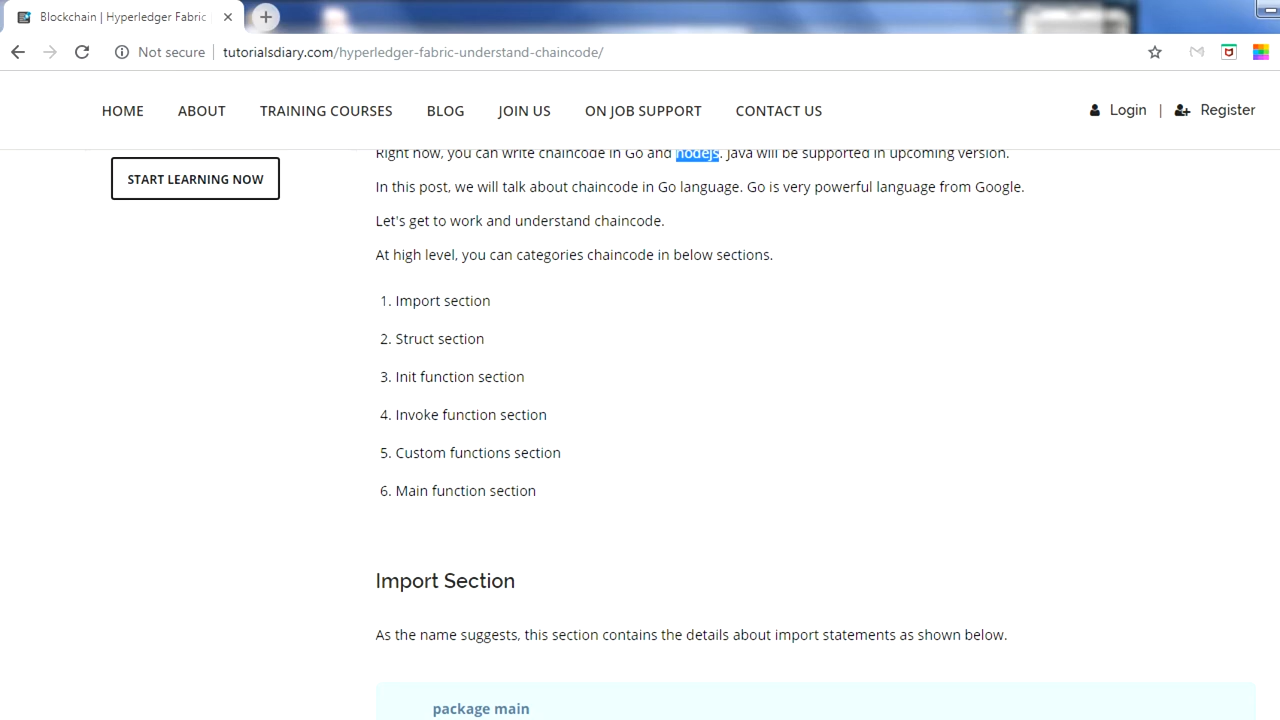 Blockchain | Hyperledger Fabric
Not secure
tutorialsdiary.com/hyperledger-fabric-understand-chaincode/
HOME
ABOUT
TRAINING COURSES
BLOG
JOIN US
ON JOB SUPPORT
CONTACT US
Login | Register
START LEARNING NOW
Right now, you can write chaincode in Go and nodejs. Java will be supported in upcoming version.
In this post, we will talk about chaincode in Go language. Go is very powerful language from Google.
Let's get to work and understand chaincode.
At high level, you can categories chaincode in below sections.
1. Import section
2. Struct section
3. Init function section
4. Invoke function section
5. Custom functions section
6. Main function section
Import Section
As the name suggests, this section contains the details about import statements as shown below.
package main